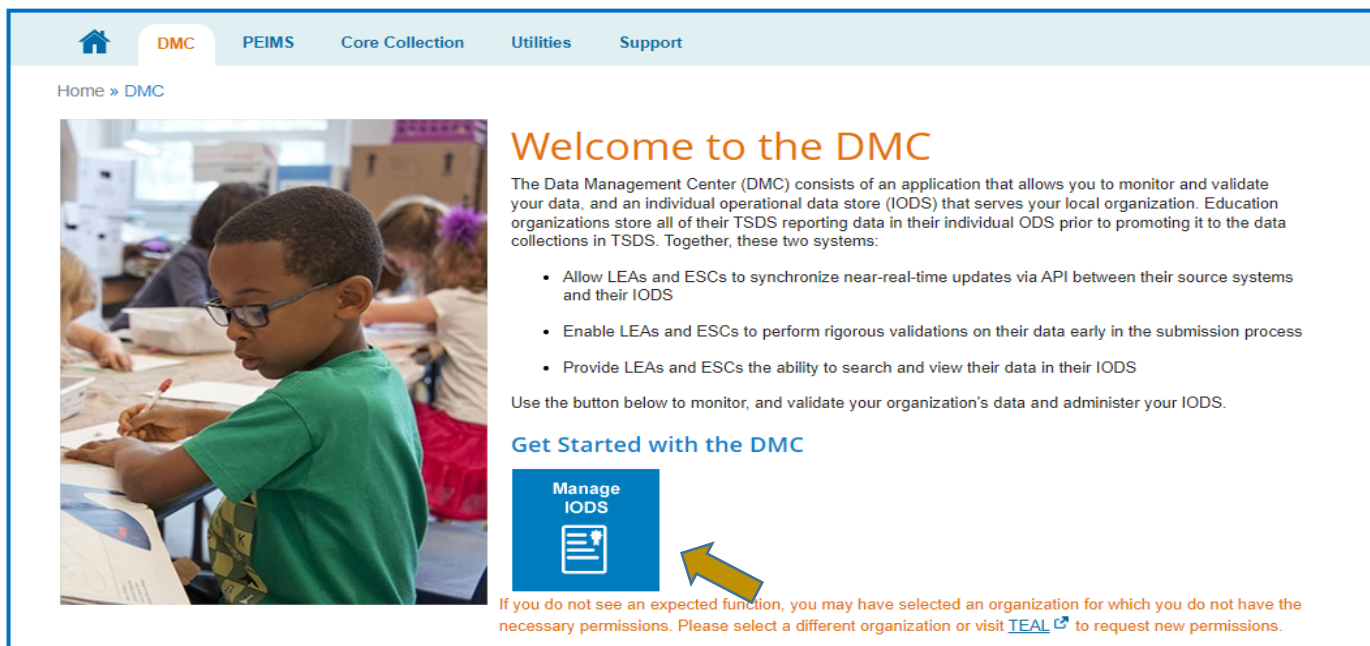 DMC PEIMS Core Collection Utilities Support
Home » DMC
Welcome to the DMC
The Data Management Center (DMC) consists of an application that allows you to monitor and validate
your data, and an individual operational data store (IODS) that serves your local organization. Education
organizations store all of their TSDS reporting data in their individual ODS prior to promoting it to the data
collections in TSDS. Together, these two systems:
• Allow LEAs and ESCs to synchronize near-real-time updates via API between their source systems
and their IODS
• Enable LEAs and ESCs to perform rigorous validations on their data early in the submission process
• Provide LEAs and ESCs the ability to search and view their data in their IODS
Use the button below to monitor, and validate your organization's data and administer your IODS.
Get Started with the DMC
Manage
IODS
If you do not see an expected function, you may have selected an organization for which you do not have the
necessary permissions. Please select a different organization or visit TEAL to request new permissions.